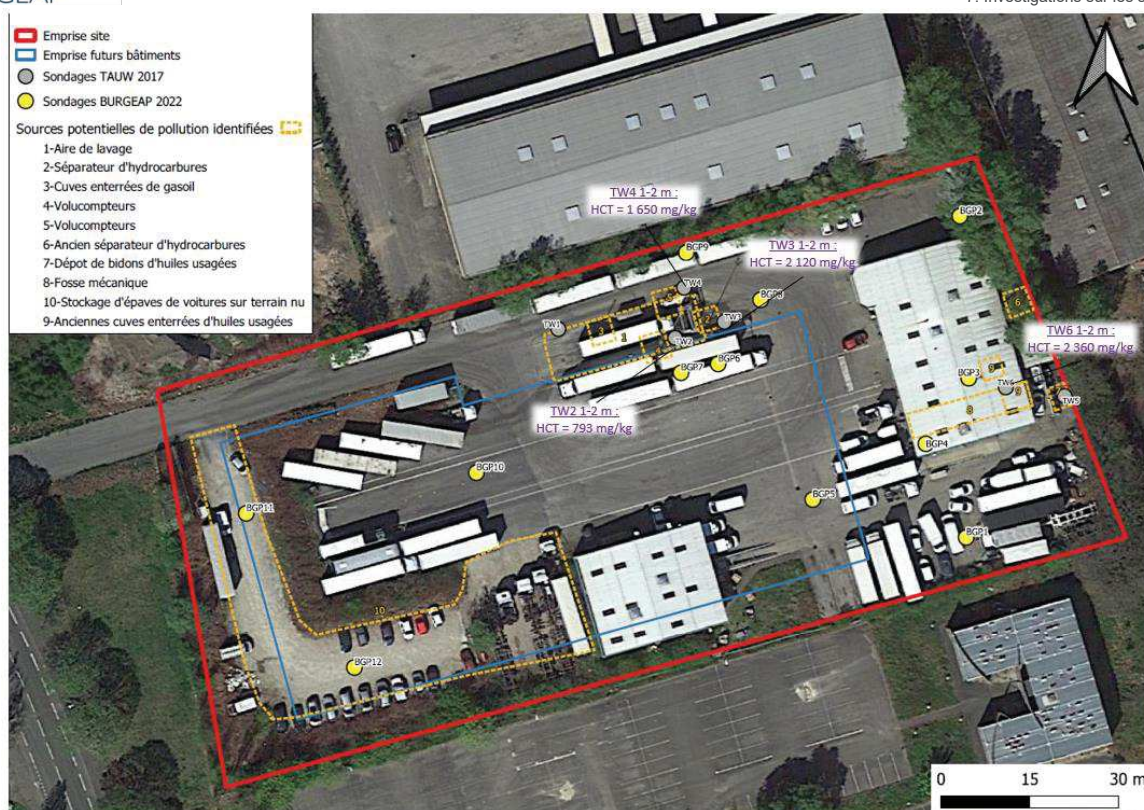 Emprise site
Emprise futurs bâtiments
Sondages TAUW 2017
Sondages BURGEAP 2022
Sources potentielles de pollution identifiées
1-Aire de lavage
2-Séparateur d'hydrocarbures
3-Cuves enterrées de gasoil
4-Volucompteurs
5-Volucompteurs
6-Ancien séparateur d'hydrocarbures
7-Dépôt de bidons d'huiles usagées
8-Fosse mécanique
10-Stockage d'épaves de voitures sur terrain nu
9-Anciennes cuves enterrées d'huiles usagées
TW4 1-2 m :
HCT = 1 650 mg/kg
BGP2
BGP9
TW3 1-2 m :
HCT = 2 120 mg/kg
TW4
BGP8
6
TW1
1
2
TW3
TW2
TW6 1-2 m :
HCT = 2 360 mg/kg
BGP7
BGP6
BGP3
9
TW6
9
TW5
TW2 1-2 m :
HCT = 793 mg/kg
8
BGP4
BGP10
BGP5
BGP11
BGP1
10
BGP12
0 15 30 m